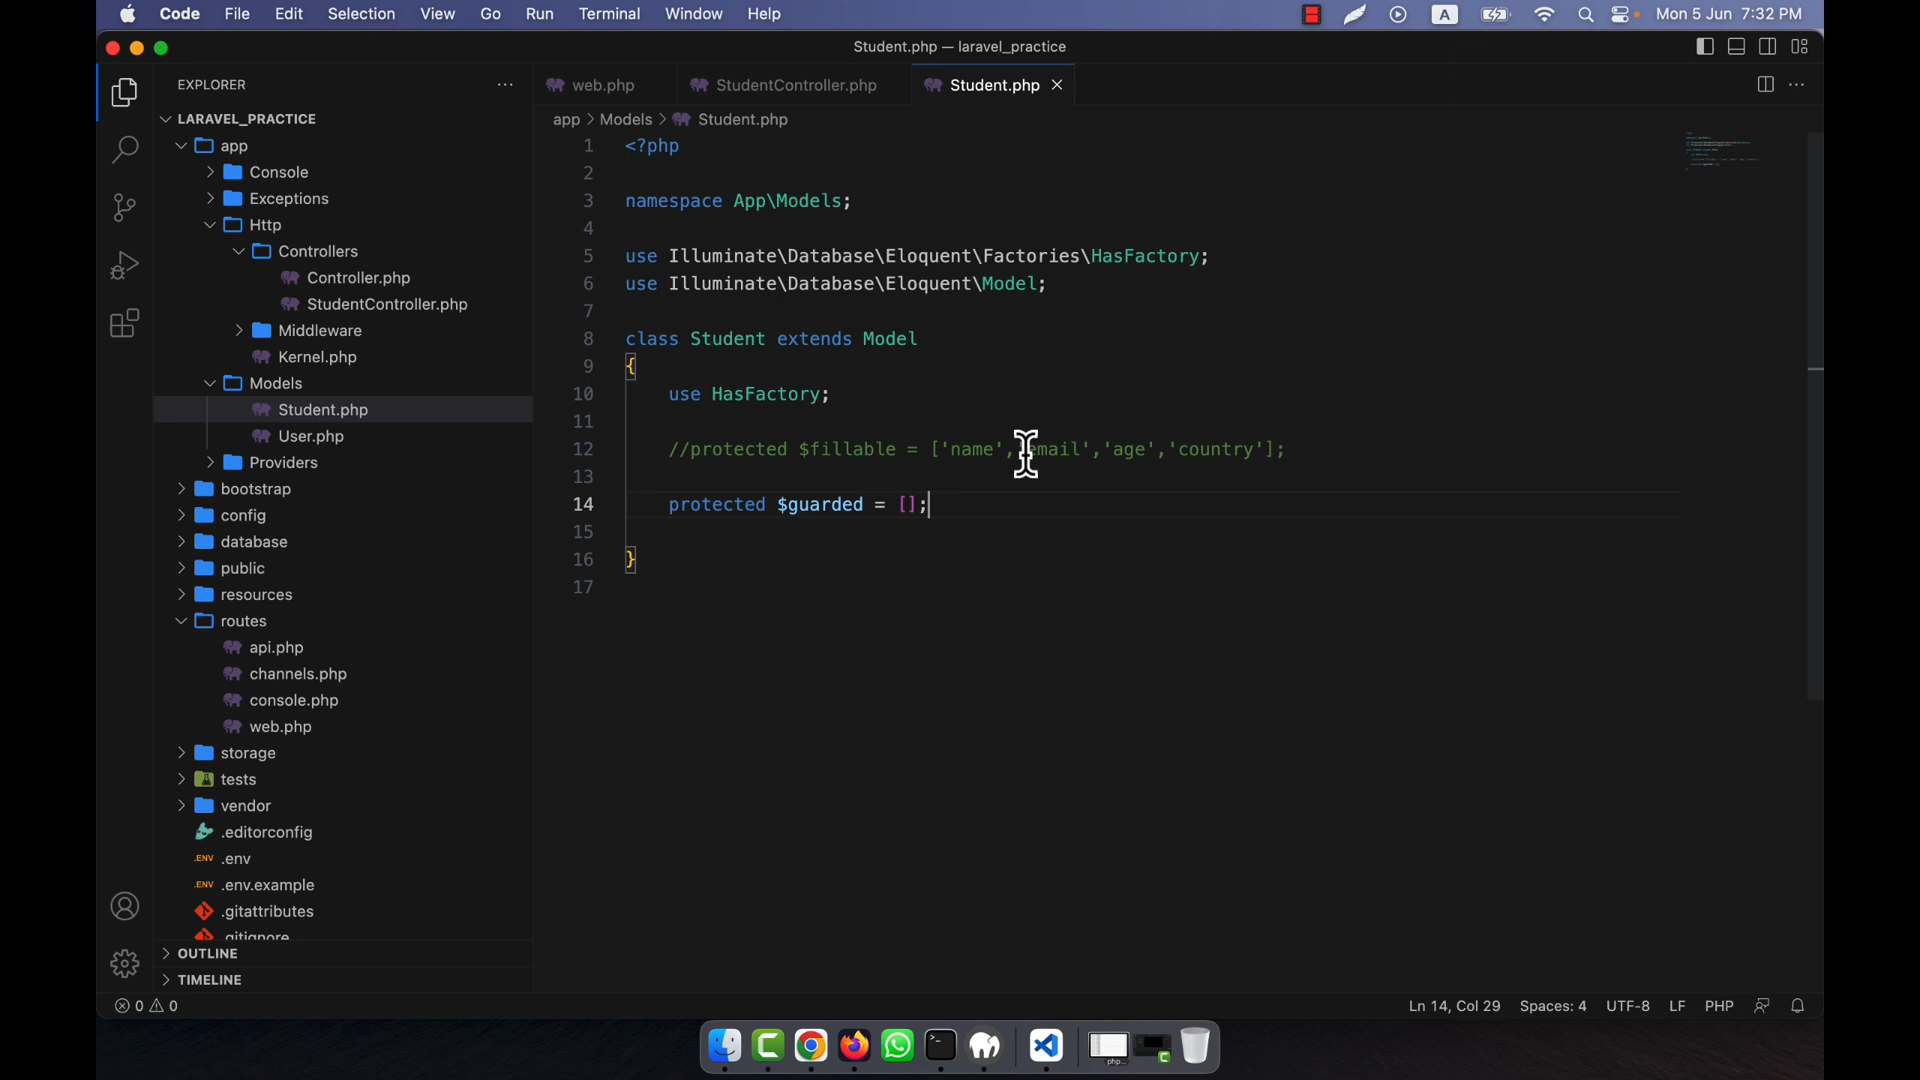 Code File Edit Selection View Go Run Terminal Window Help A Mon 5 Jun 7:32 PM
Student.php — laravel_practice
EXPLORER
LARAVEL_PRACTICE
app
Console
Exceptions
Http
Controllers
Controller.php
StudentController.php
Middleware
Kernel.php
Models
Student.php
User.php
Providers
bootstrap
config
database
public
resources
routes
api.php
channels.php
console.php
web.php
storage
tests
vendor
.editorconfig
.ENV .env
.ENV .env.example
.gitattributes
.gitignore
OUTLINE
TIMELINE
web.php StudentController.php Student.php
app > Models > Student.php
1 <?php
2
3 namespace App\Models;
4
5 use Illuminate\Database\Eloquent\Factories\HasFactory;
6 use Illuminate\Database\Eloquent\Model;
7
8 class Student extends Model
9 {
10 use HasFactory;
11
12 //protected $fillable = ['name','email','age','country'];
13
14 protected $guarded = [];
15
16 }
17
0 0 Ln 14, Col 29 Spaces: 4 UTF-8 LF PHP